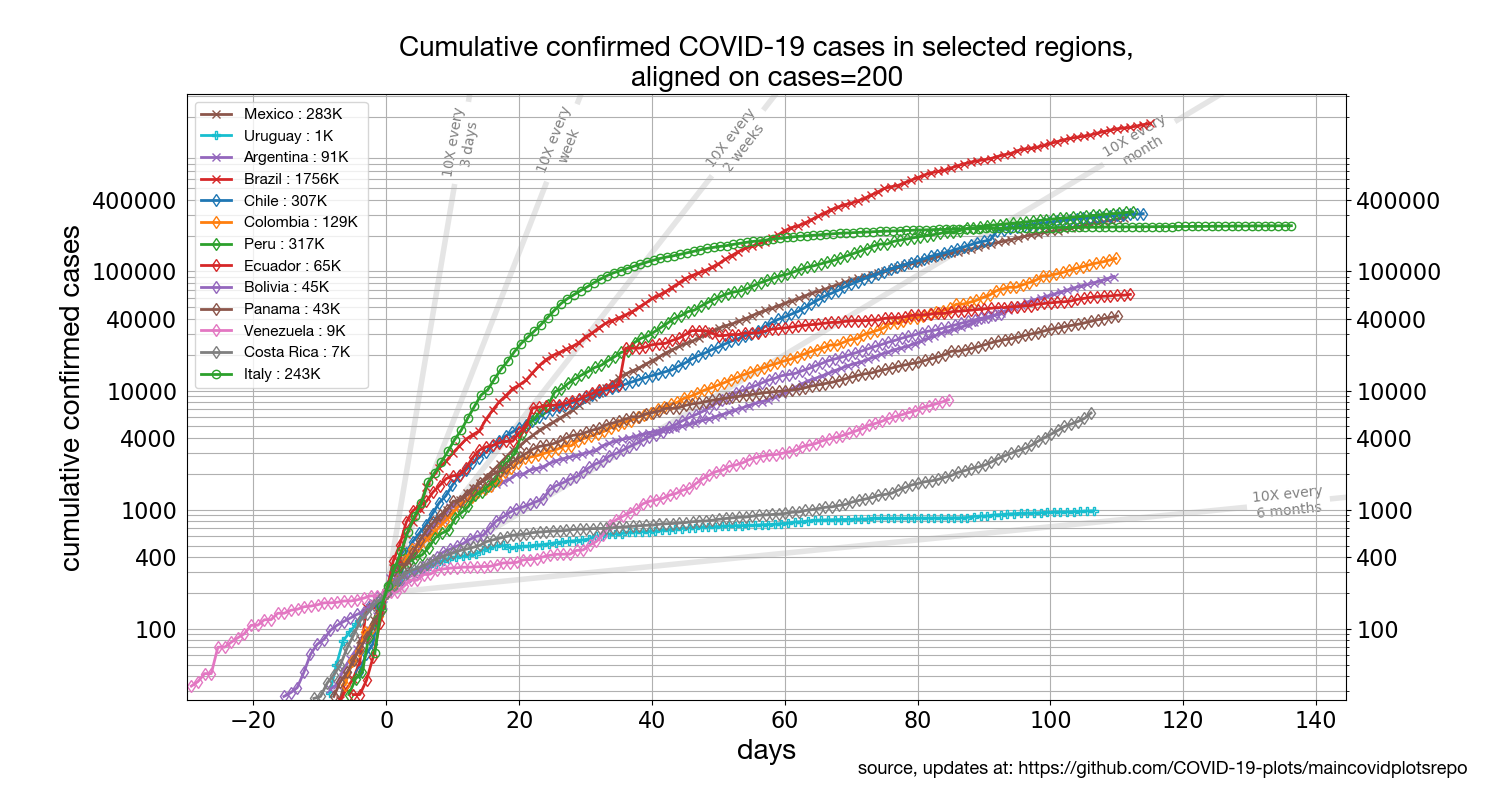 Cumulative confirmed COVID-19 cases in selected regions,
aligned on cases=200
Mexico : 283K
Uruguay : 1K
Argentina : 91K
Brazil : 1756K
Chile : 307K
Colombia : 129K
Peru : 317K
Ecuador : 65K
Bolivia : 45K
Panama : 43K
Venezuela : 9K
Costa Rica : 7K
Italy : 243K
10X every
3 days
10X every
week
10X every
2 weeks
10X every
month
10X every
6 months
cumulative confirmed cases
400000
100000
40000
10000
4000
1000
400
100
400000
100000
40000
10000
4000
1000
400
100
−20
0
20
40
60
80
100
120
140
days
source, updates at: https://github.com/COVID-19-plots/maincovidplotsrepo